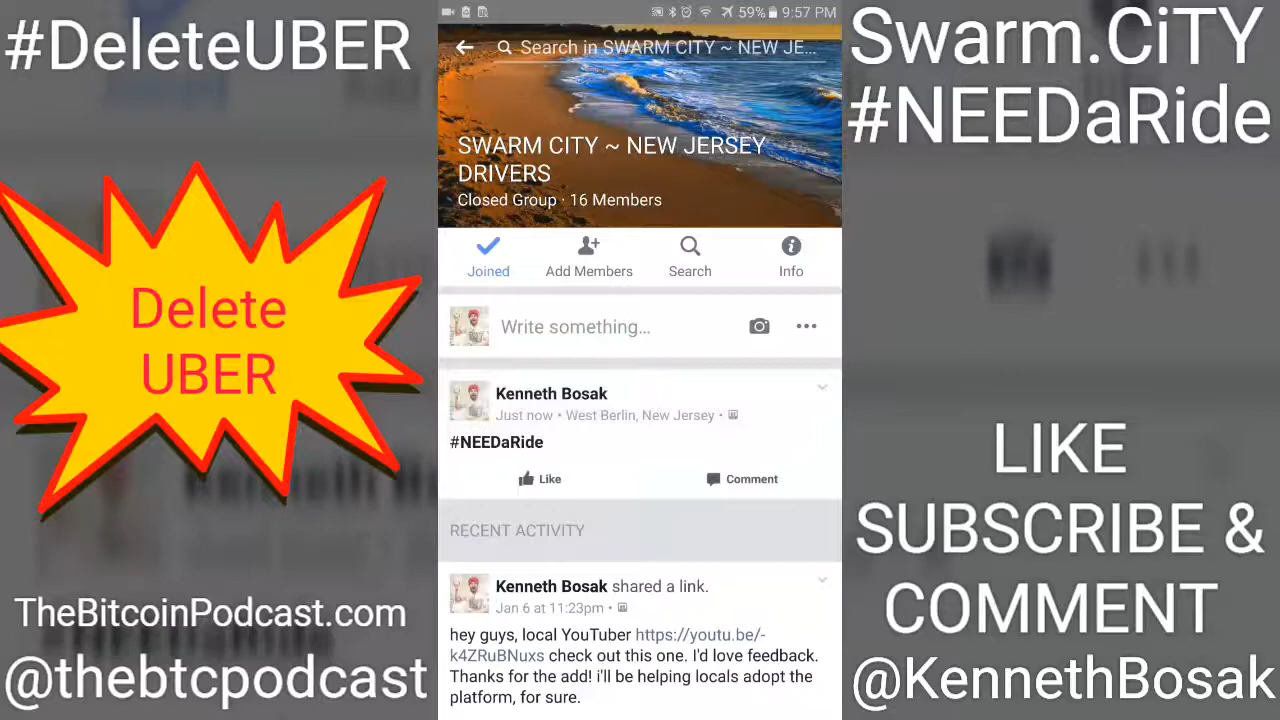 #DeleteUBER
Delete
UBER
TheBitcoinPodcast.com
@thebtcpodcast
59% 9:57 PM
Search in SWARM CITY ~ NEW JE...
SWARM CITY ~ NEW JERSEY
DRIVERS
Closed Group · 16 Members
Joined
Add Members
Search
Info
Write something...
Kenneth Bosak
Just now • West Berlin, New Jersey •
#NEEDaRide
Like
Comment
RECENT ACTIVITY
Kenneth Bosak shared a link.
Jan 6 at 11:23pm •
hey guys, local YouTuber https://youtu.be/-
k4ZRuBNuxs check out this one. I'd love feedback.
Thanks for the add! i'll be helping locals adopt the
platform, for sure.
Swarm.CiTY
#NEEDaRide
LIKE
SUBSCRIBE &
COMMENT
@KennethBosak